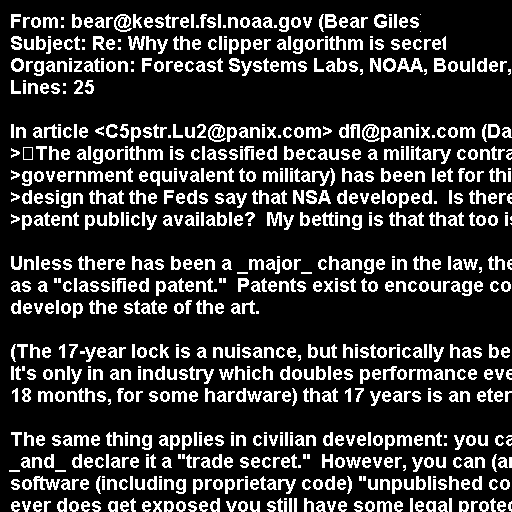 From: bear@kestrel.fsl.noaa.gov (Bear Giles
Subject: Re: Why the clipper algorithm is secret
Organization: Forecast Systems Labs, NOAA, Boulder,
Lines: 25

In article <C5pstr.Lu2@panix.com> dfl@panix.com (Da
>The algorithm is classified because a military contra
>government equivalent to military) has been let for thi
>design that the Feds say that NSA developed.  Is there
>patent publicly available?  My betting is that that too is

Unless there has been a _major_ change in the law, the
as a "classified patent."  Patents exist to encourage co
develop the state of the art.

(The 17-year lock is a nuisance, but historically has be
It's only in an industry which doubles performance eve
18 months, for some hardware) that 17 years is an eter

The same thing applies in civilian development: you ca
_and_ declare it a "trade secret."  However, you can (an
software (including proprietary code) "unpublished co
ever does get exposed you still have some legal protec